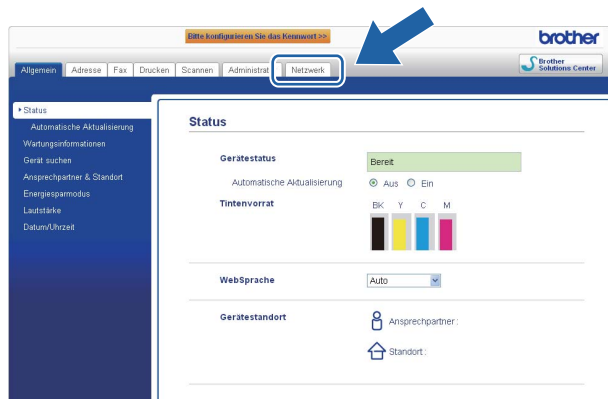 Bitte konfigurieren Sie das Kennwort >>
brother
Allgemein Adresse Fax Drucken Scannen Administrat Netzwerk
Brother
Solutions Center
Status
Automatische Aktualisierung
Wartungsinformationen
Gerät suchen
Ansprechpartner & Standort
Energiesparmodus
Lautstärke
Datum/Uhrzeit
Status
Gerätestatus Bereit
Automatische Aktualisierung Aus Ein
Tintenvorrat BK Y C M
WebSprache Auto
Gerätestandort Ansprechpartner :
Standort :